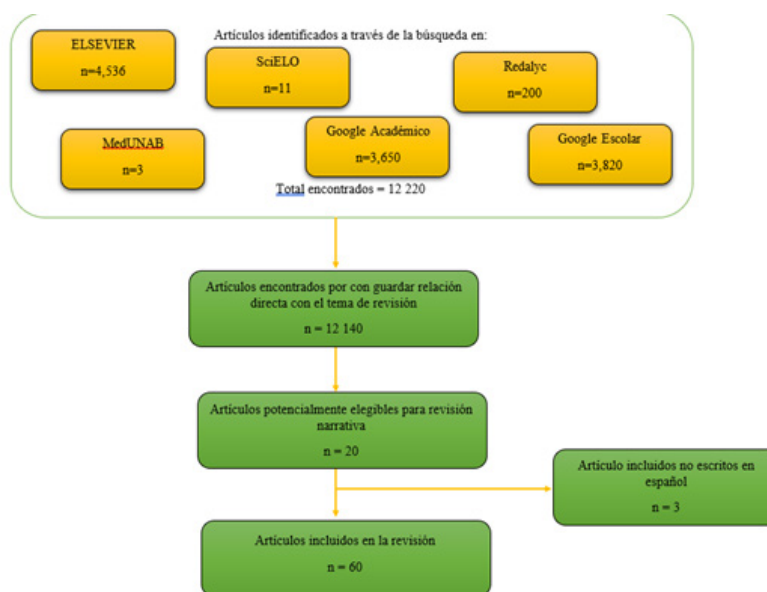 Artículos identificados a través de la búsqueda en:
ELSEVIER
n=4,536
SciELO
n=11
Redalyc
n=200
MedUNAB
n=3
Google Académico
n=3,650
Google Escolar
n=3,820
Total encontrados = 12 220
Artículos encontrados por con guardar relación
directa con el tema de revisión
n = 12 140
Artículos potencialmente elegibles para revisión
narrativa
n = 20
Artículo incluidos no escritos en
español
n = 3
Artículos incluidos en la revisión
n = 60